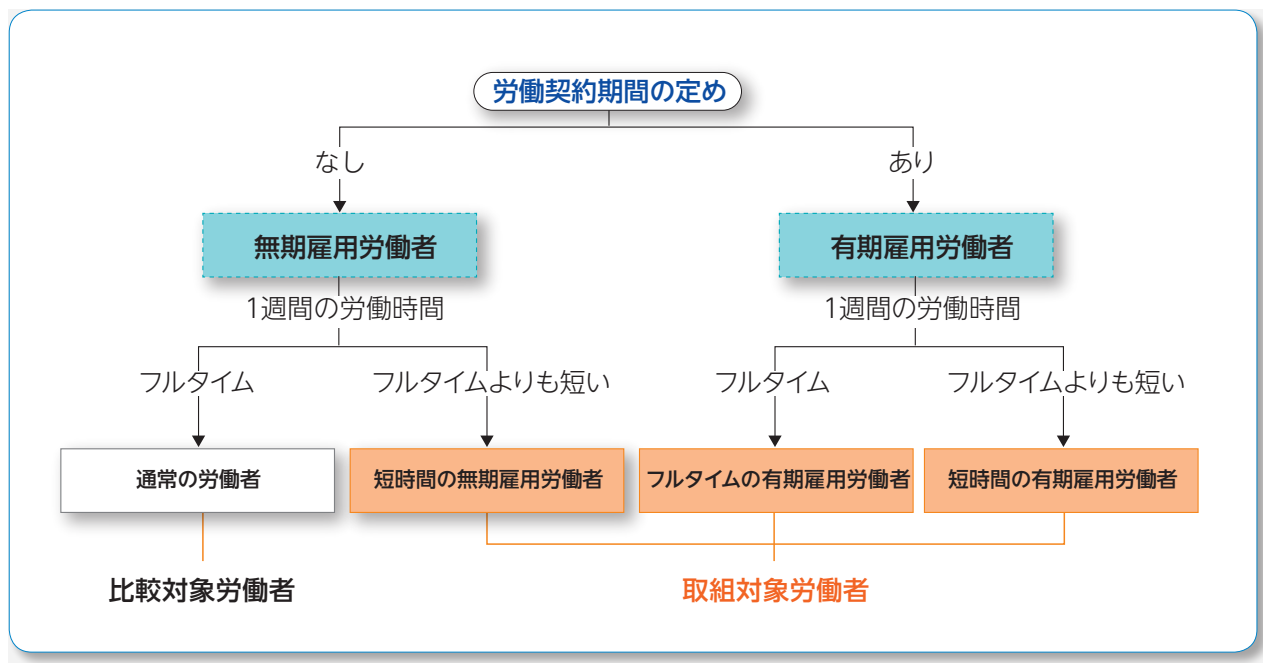 労働契約期間の定め
なし
あり
無期雇用労働者
有期雇用労働者
1週間の労働時間
1週間の労働時間
フルタイム
フルタイムよりも短い
フルタイム
フルタイムよりも短い
通常の労働者
短時間の無期雇用労働者
フルタイムの有期雇用労働者
短時間の有期雇用労働者
比較対象労働者
取組対象労働者